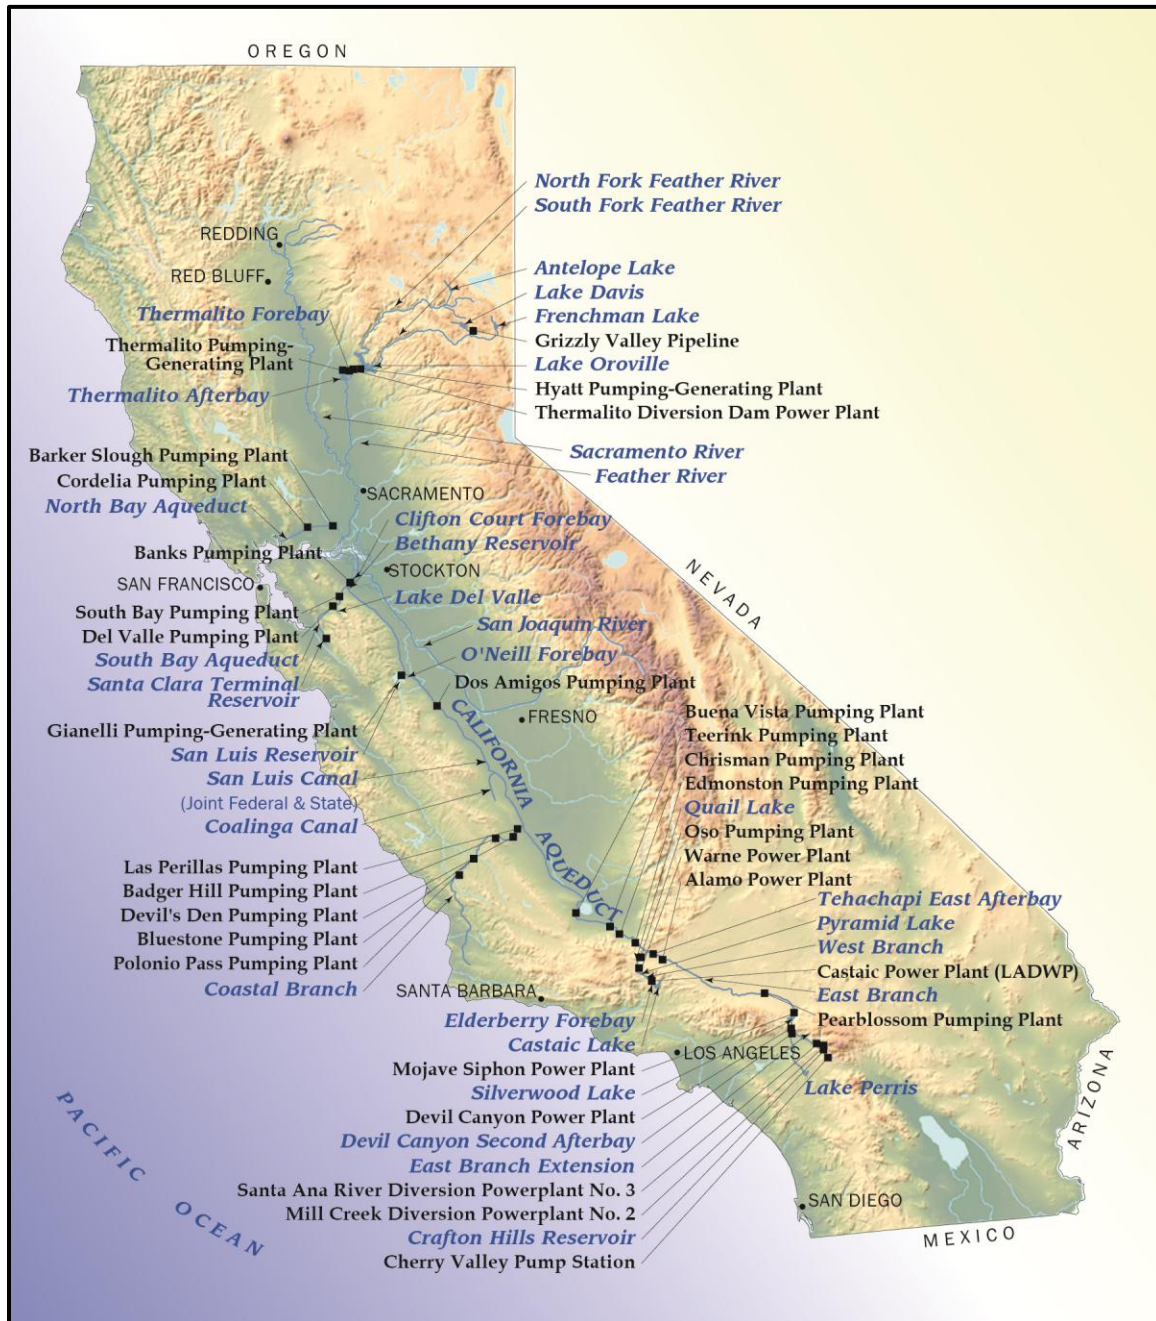 OREGON
North Fork Feather River
South Fork Feather River
REDDING
RED BLUFF
Antelope Lake
Lake Davis
Frenchman Lake
Grizzly Valley Pipeline
Lake Oroville
Hyatt Pumping-Generating Plant
Thermalito Diversion Dam Power Plant
Thermalito Forebay
Thermalito Pumping-
Generating Plant
Thermalito Afterbay
Sacramento River
Feather River
Barker Slough Pumping Plant
Cordelia Pumping Plant
North Bay Aqueduct
SACRAMENTO
Clifton Court Forebay
Bethany Reservoir
Banks Pumping Plant
STOCKTON
SAN FRANCISCO
Lake Del Valle
South Bay Pumping Plant
Del Valle Pumping Plant
South Bay Aqueduct
Santa Clara Terminal
Reservoir
San Joaquin River
O'Neill Forebay
Dos Amigos Pumping Plant
NEVADA
Gianelli Pumping-Generating Plant
San Luis Reservoir
San Luis Canal
(Joint Federal & State)
Coalinga Canal
FRESNO
CALIFORNIA
AQUEDUCT
Buena Vista Pumping Plant
Teerink Pumping Plant
Chrisman Pumping Plant
Edmonston Pumping Plant
Quail Lake
Oso Pumping Plant
Warne Power Plant
Alamo Power Plant
Las Perillas Pumping Plant
Badger Hill Pumping Plant
Devil's Den Pumping Plant
Bluestone Pumping Plant
Polonio Pass Pumping Plant
Coastal Branch
Tehachapi East Afterbay
Pyramid Lake
West Branch
Castaic Power Plant (LADWP)
East Branch
Pearblossom Pumping Plant
SANTA BARBARA
Elderberry Forebay
Castaic Lake
LOS ANGELES
Mojave Siphon Power Plant
Silverwood Lake
Lake Perris
Devil Canyon Power Plant
Devil Canyon Second Afterbay
East Branch Extension
Santa Ana River Diversion Powerplant No. 3
Mill Creek Diversion Powerplant No. 2
Crafton Hills Reservoir
Cherry Valley Pump Station
SAN DIEGO
ARIZONA
MEXICO
PACIFIC
OCEAN